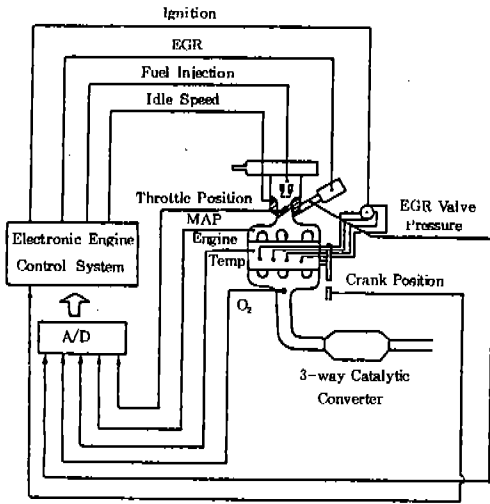 Ignition
EGR
Fuel Injection
Idle Speed
Throttle Position
MAP
Engine
Temp
EGR Valve
Pressure
Electronic Engine
Control System
Crank Position
O₂
A/D
3-way Catalytic
Converter